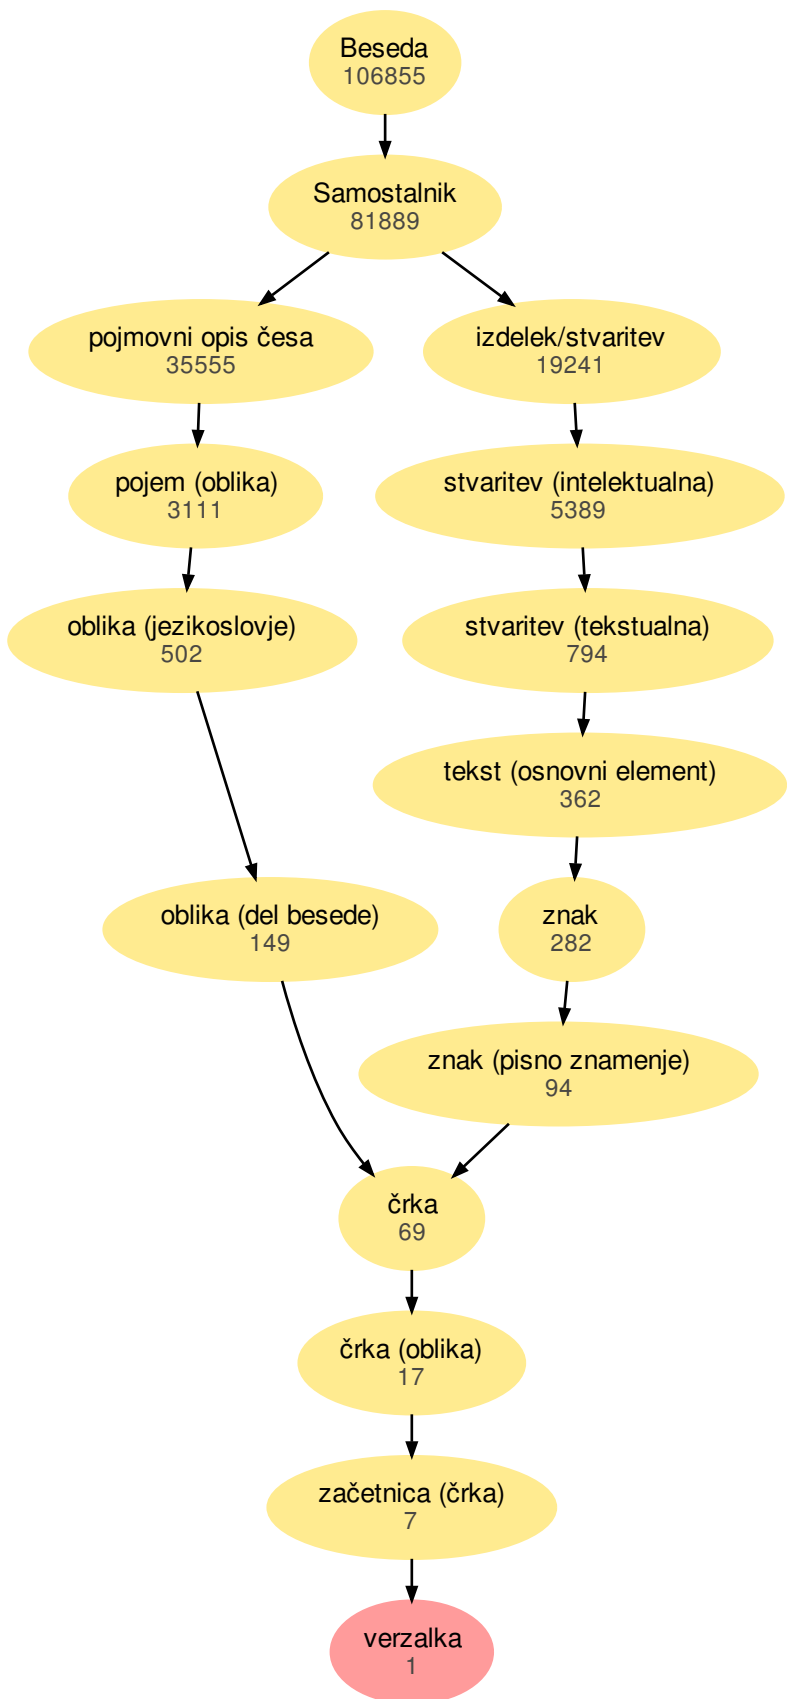 Beseda
106855
Samostalnik
81889
pojmovni opis česa
35555
izdelek/stvaritev
19241
pojem (oblika)
3111
stvaritev (intelektualna)
5389
oblika (jezikoslovje)
502
stvaritev (tekstualna)
794
tekst (osnovni element)
362
oblika (del besede)
149
znak
282
znak (pisno znamenje)
94
črka
69
črka (oblika)
17
začetnica (črka)
7
verzalka
1